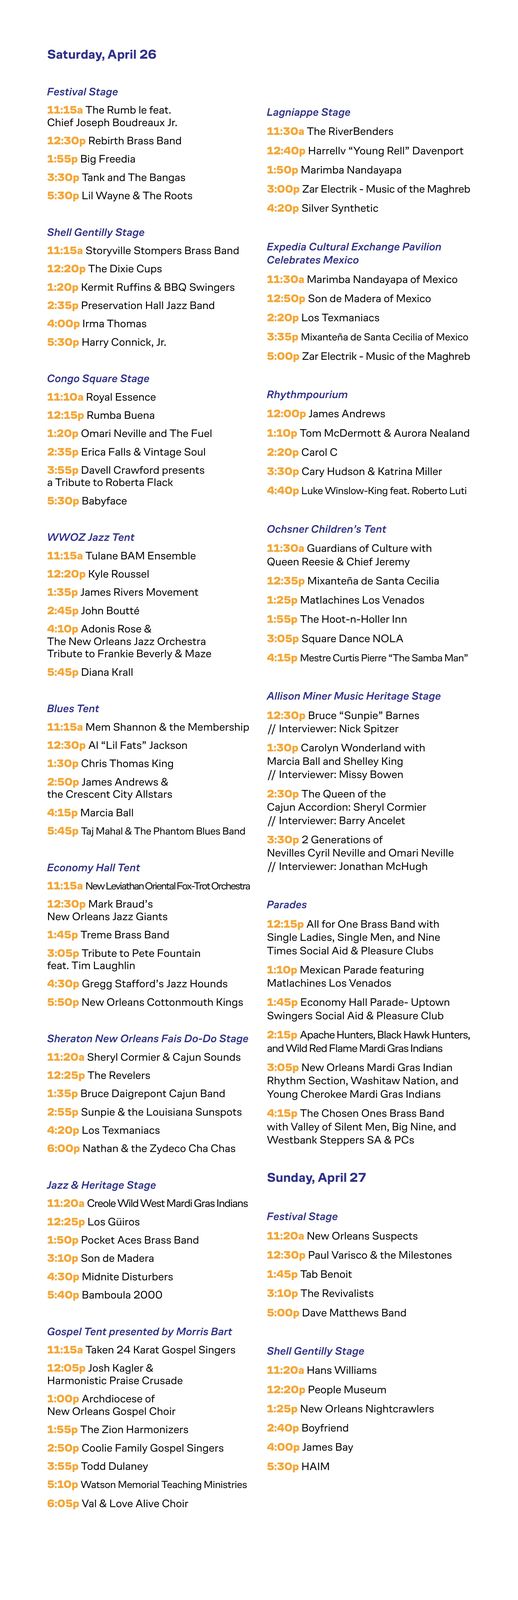 Saturday, April 26
Festival Stage
11:15a The Rumb le feat.
Chief Joseph Boudreaux Jr.
12:30p Rebirth Brass Band
1:55p Big Freedia
3:30p Tank and The Bangas
5:30p Lil Wayne & The Roots
Shell Gentilly Stage
11:15a Storyville Stompers Brass Band
12:20p The Dixie Cups
1:20p Kermit Ruffins & BBQ Swingers
2:35p Preservation Hall Jazz Band
4:00p Irma Thomas
5:30p Harry Connick, Jr.
Congo Square Stage
11:10a Royal Essence
12:15p Rumba Buena
1:20p Omari Neville and The Fuel
2:35p Erica Falls & Vintage Soul
3:55p Davell Crawford presents
a Tribute to Roberta Flack
5:30p Babyface
WWOZ Jazz Tent
11:15a Tulane BAM Ensemble
12:20p Kyle Roussel
1:35p James Rivers Movement
2:45p John Boutté
4:10p Adonis Rose &
The New Orleans Jazz Orchestra
Tribute to Frankie Beverly & Maze
5:45p Diana Krall
Blues Tent
11:15a Mem Shannon & the Membership
12:30p Al “Lil Fats” Jackson
1:30p Chris Thomas King
2:50p James Andrews &
the Crescent City Allstars
4:15p Marcia Ball
5:45p Taj Mahal & The Phantom Blues Band
Economy Hall Tent
11:15a New Leviathan Oriental Fox-Trot Orchestra
12:30p Mark Braud’s
New Orleans Jazz Giants
1:45p Treme Brass Band
3:05p Tribute to Pete Fountain
feat. Tim Laughlin
4:30p Gregg Stafford’s Jazz Hounds
5:50p New Orleans Cottonmouth Kings
Sheraton New Orleans Fais Do-Do Stage
11:20a Sheryl Cormier & Cajun Sounds
12:25p The Revelers
1:35p Bruce Daigrepont Cajun Band
2:55p Sunpie & the Louisiana Sunspots
4:20p Los Texmaniacs
6:00p Nathan & the Zydeco Cha Chas
Jazz & Heritage Stage
11:20a Creole Wild West Mardi Gras Indians
12:25p Los Güiros
1:50p Pocket Aces Brass Band
3:10p Son de Madera
4:30p Midnite Disturbers
5:40p Bamboula 2000
Gospel Tent presented by Morris Bart
11:15a Taken 24 Karat Gospel Singers
12:05p Josh Kagler &
Harmonistic Praise Crusade
1:00p Archdiocese of
New Orleans Gospel Choir
1:55p The Zion Harmonizers
2:50p Coolie Family Gospel Singers
3:55p Todd Dulaney
5:10p Watson Memorial Teaching Ministries
6:05p Val & Love Alive Choir
Lagniappe Stage
11:30a The RiverBenders
12:40p Harrellv “Young Rell” Davenport
1:50p Marimba Nandayapa
3:00p Zar Electrik - Music of the Maghreb
4:20p Silver Synthetic
Expedia Cultural Exchange Pavilion
Celebrates Mexico
11:30a Marimba Nandayapa of Mexico
12:50p Son de Madera of Mexico
2:20p Los Texmaniacs
3:35p Mixanteña de Santa Cecilia of Mexico
5:00p Zar Electrik - Music of the Maghreb
Rhythmpourium
12:00p James Andrews
1:10p Tom McDermott & Aurora Nealand
2:20p Carol C
3:30p Cary Hudson & Katrina Miller
4:40p Luke Winslow-King feat. Roberto Luti
Ochsner Children’s Tent
11:30a Guardians of Culture with
Queen Reesie & Chief Jeremy
12:35p Mixanteña de Santa Cecilia
1:25p Matlachines Los Venados
1:55p The Hoot-n-Holler Inn
3:05p Square Dance NOLA
4:15p Mestre Curtis Pierre “The Samba Man”
Allison Miner Music Heritage Stage
12:30p Bruce “Sunpie” Barnes
// Interviewer: Nick Spitzer
1:30p Carolyn Wonderland with
Marcia Ball and Shelley King
// Interviewer: Missy Bowen
2:30p The Queen of the
Cajun Accordion: Sheryl Cormier
// Interviewer: Barry Ancelet
3:30p 2 Generations of
Nevilles Cyril Neville and Omari Neville
// Interviewer: Jonathan McHugh
Parades
12:15p All for One Brass Band with
Single Ladies, Single Men, and Nine
Times Social Aid & Pleasure Clubs
1:10p Mexican Parade featuring
Matlachines Los Venados
1:45p Economy Hall Parade- Uptown
Swingers Social Aid & Pleasure Club
2:15p Apache Hunters, Black Hawk Hunters,
and Wild Red Flame Mardi Gras Indians
3:05p New Orleans Mardi Gras Indian
Rhythm Section, Washitaw Nation, and
Young Cherokee Mardi Gras Indians
4:15p The Chosen Ones Brass Band
with Valley of Silent Men, Big Nine, and
Westbank Steppers SA & PCs
Sunday, April 27
Festival Stage
11:20a New Orleans Suspects
12:30p Paul Varisco & the Milestones
1:45p Tab Benoit
3:10p The Revivalists
5:00p Dave Matthews Band
Shell Gentilly Stage
11:20a Hans Williams
12:20p People Museum
1:25p New Orleans Nightcrawlers
2:40p Boyfriend
4:00p James Bay
5:30p HAIM